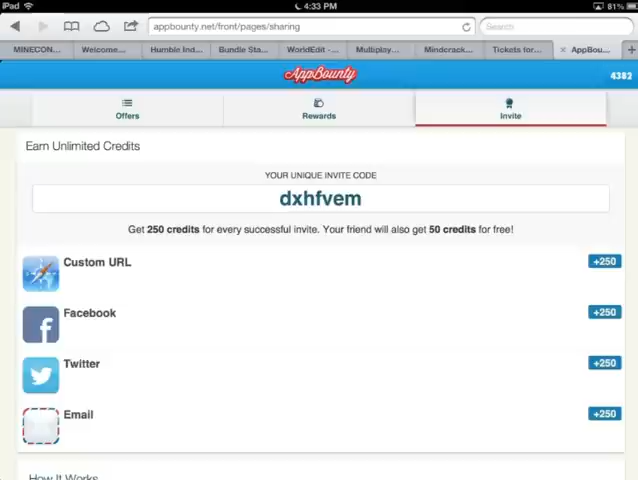 iPad 4:33 PM 81%
appbounty.net/front/pages/sharing Search
MINECON... Welcome... Humble Ind... Bundle Sta... WorldEdit -... Multiplay... Mindcrack... Tickets for... AppBou...
AppBounty 4382
Offers Rewards Invite
Earn Unlimited Credits
YOUR UNIQUE INVITE CODE
dxhfvem
Get 250 credits for every successful invite. Your friend will also get 50 credits for free!
Custom URL +250
Facebook +250
Twitter +250
Email +250
How It Works